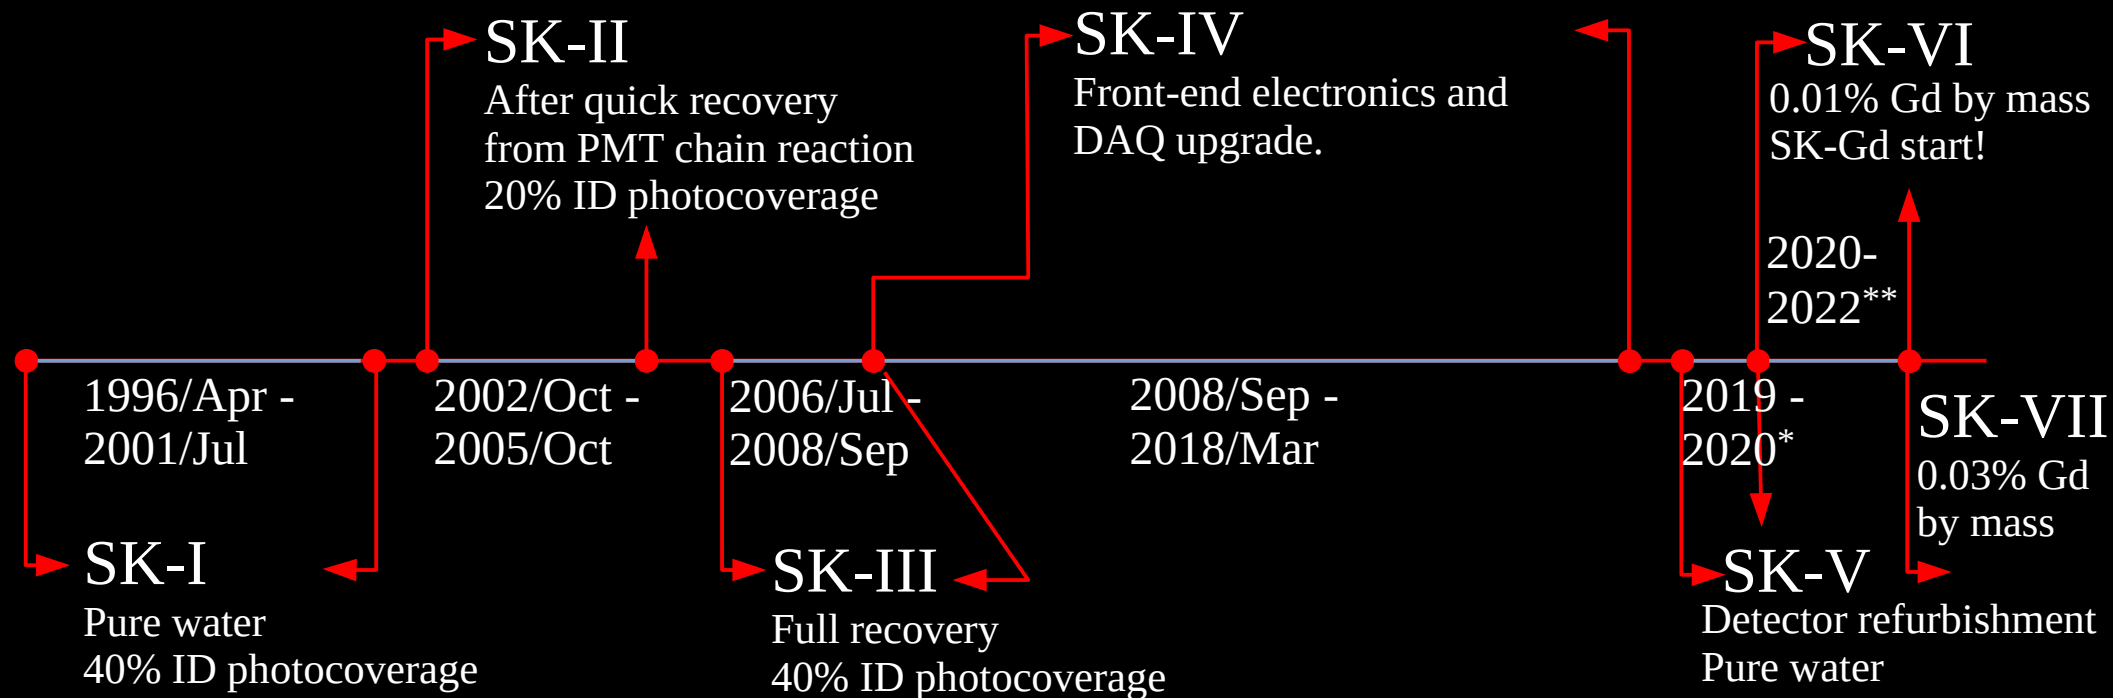 SK-II
After quick recovery
from PMT chain reaction
20% ID photocoverage
SK-IV
Front-end electronics and
DAQ upgrade.
SK-VI
0.01% Gd by mass
SK-Gd start!
2020-
2022**
1996/Apr -
2001/Jul
2002/Oct -
2005/Oct
2006/Jul -
2008/Sep
2008/Sep -
2018/Mar
2019 -
2020*
SK-VII
0.03% Gd
by mass
SK-I
Pure water
40% ID photocoverage
SK-III
Full recovery
40% ID photocoverage
SK-V
Detector refurbishment
Pure water